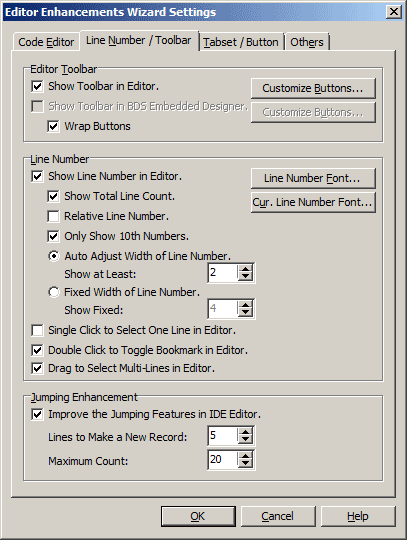 Editor Enhancements Wizard Settings
Code Editor Line Number / Toolbar Tabset / Button Others
Editor Toolbar
Show Toolbar in Editor. Customize Buttons...
Show Toolbar in BDS Embedded Designer. Customize Buttons...
Wrap Buttons
Line Number
Show Line Number in Editor. Line Number Font...
Show Total Line Count. Cur. Line Number Font...
Relative Line Number.
Only Show 10th Numbers.
Auto Adjust Width of Line Number.
Show at Least: 2
Fixed Width of Line Number.
Show Fixed: 4
Single Click to Select One Line in Editor.
Double Click to Toggle Bookmark in Editor.
Drag to Select Multi-Lines in Editor.
Jumping Enhancement
Improve the Jumping Features in IDE Editor.
Lines to Make a New Record: 5
Maximum Count: 20
OK Cancel Help